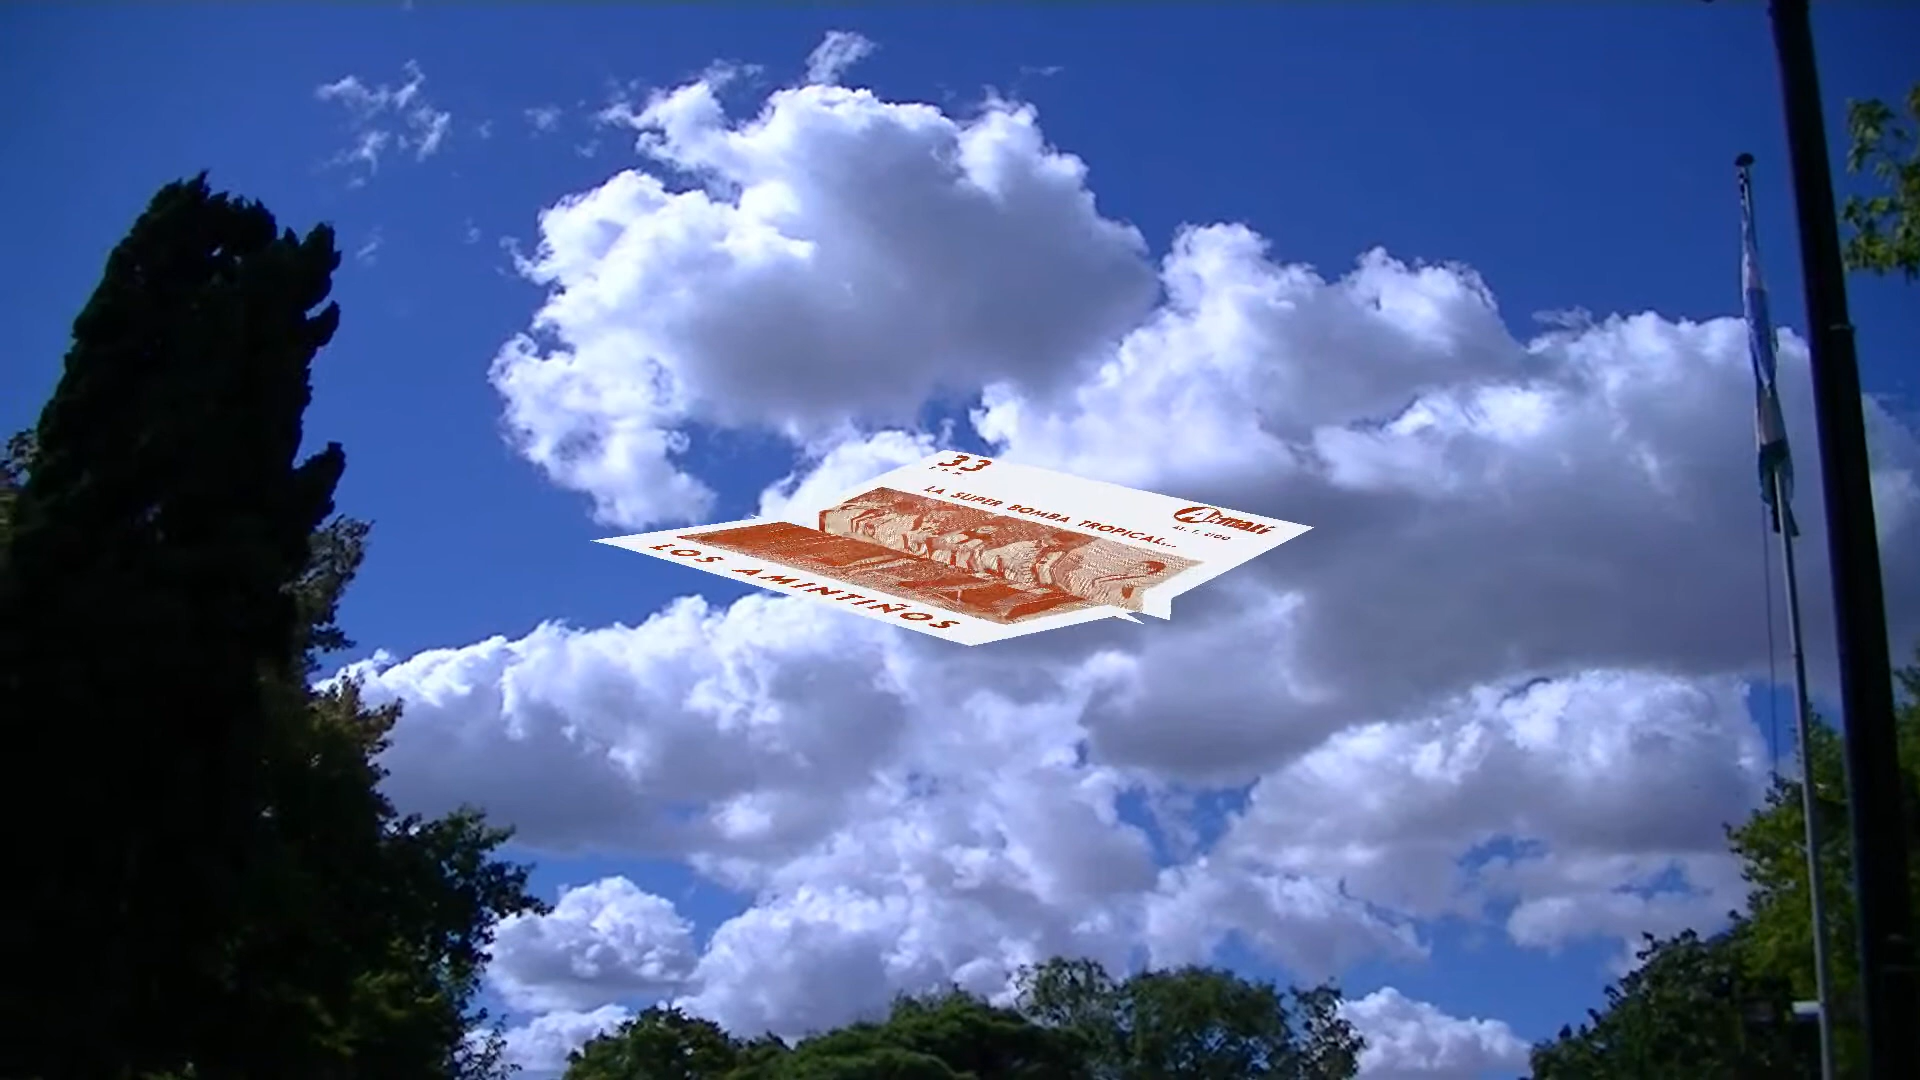 33
R.P.M
LA SUPER BOMBA TROPICAL...
LOS AMINTIÑOS